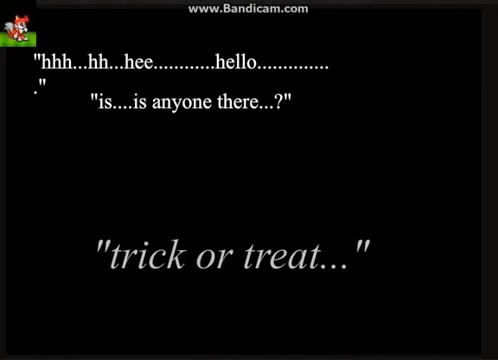 www.Bandicam.com
"hhh...hh...hee............hello..............
."
"is....is anyone there...?"
"trick or treat..."